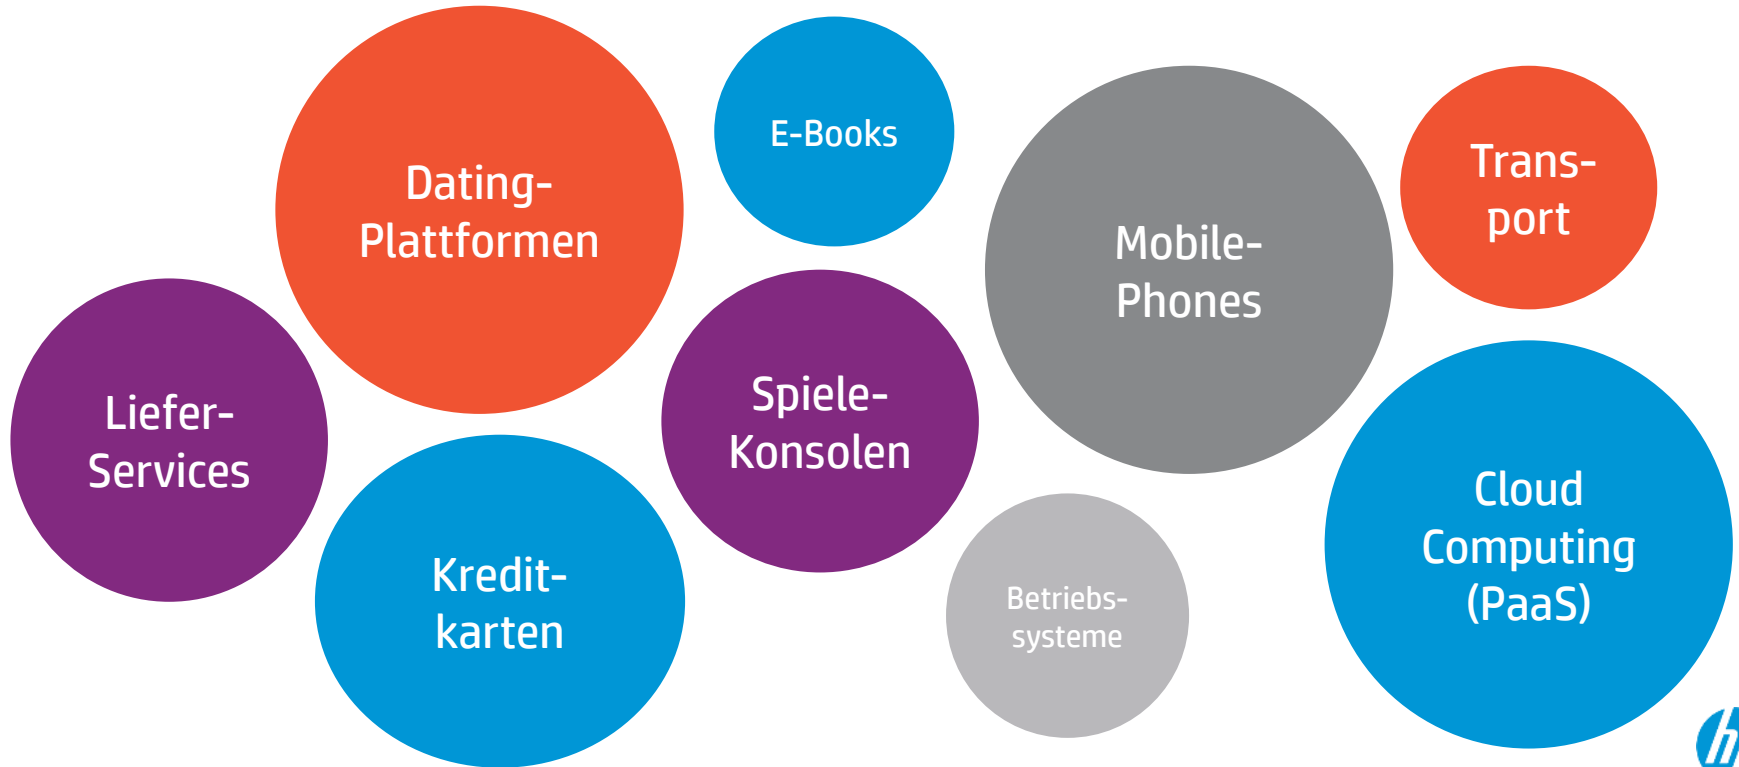 Dating-
Plattformen
E-Books
Mobile-
Phones
Trans-
port
Liefer-
Services
Spiele-
Konsolen
Kredit-
karten
Betriebs-
systeme
Cloud
Computing
(PaaS)